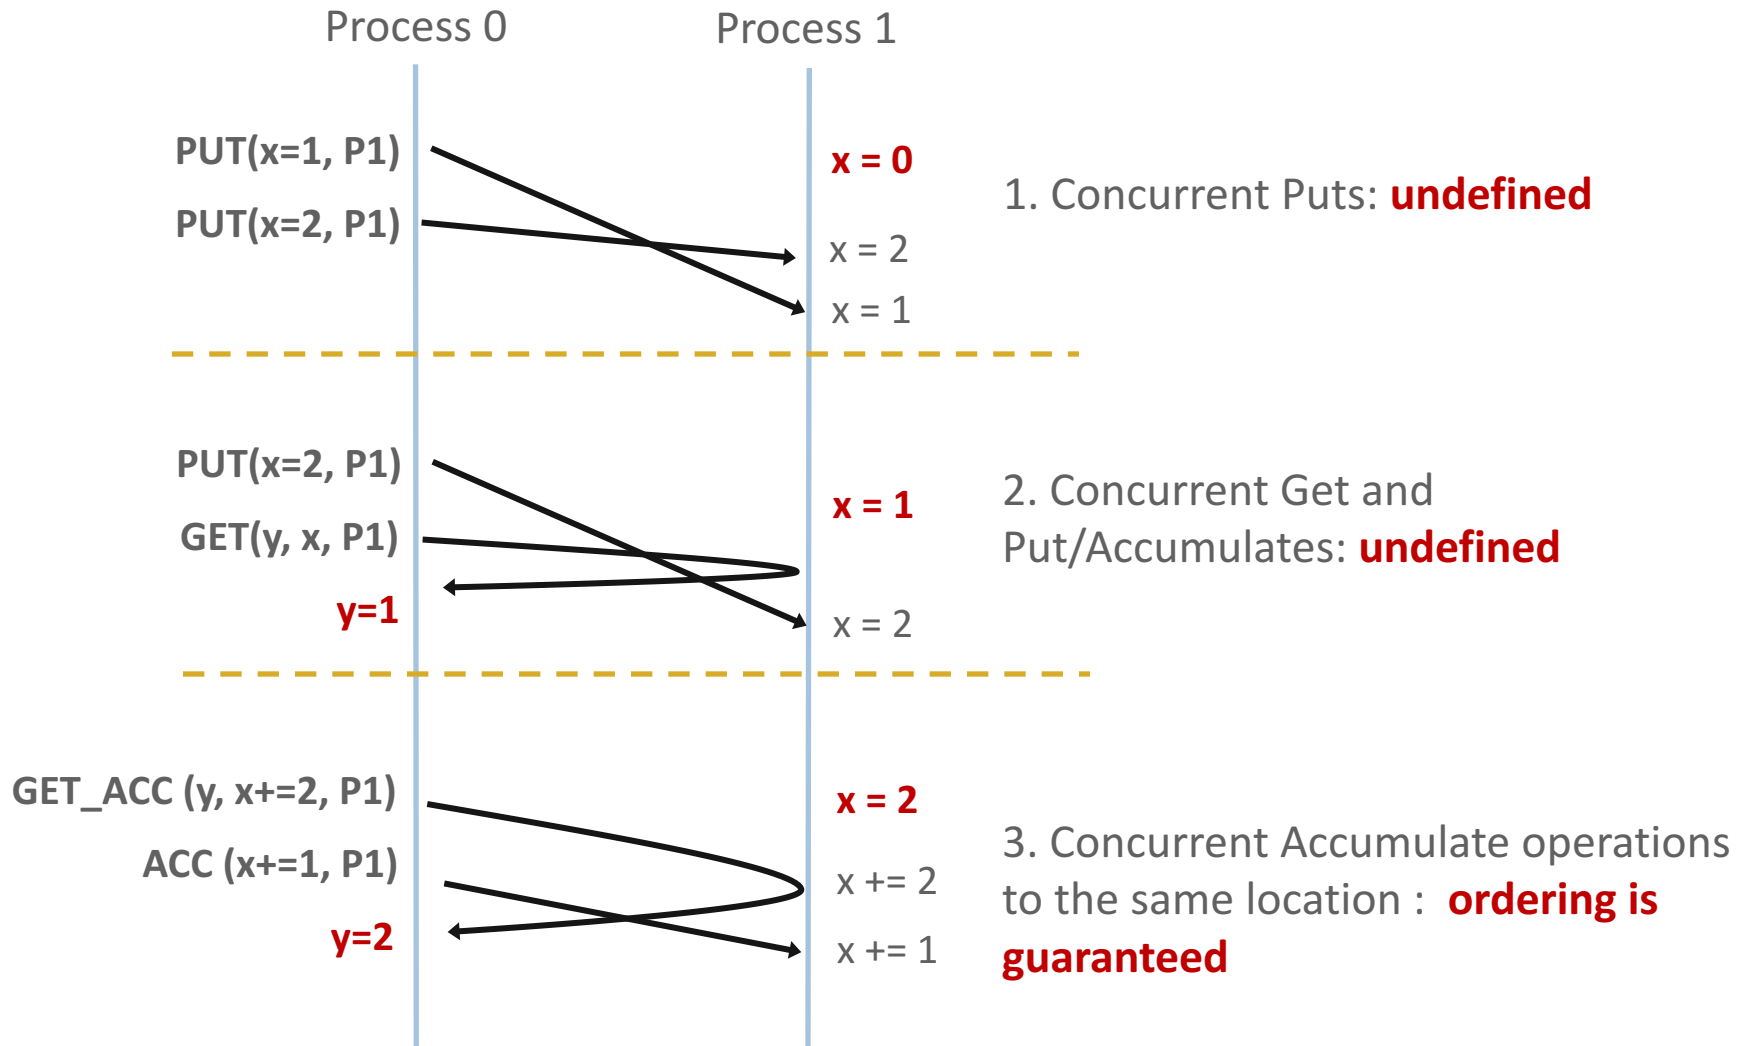 Process 0
Process 1
PUT(x=1, P1)
PUT(x=2, P1)
x = 0
x = 2
x = 1
1. Concurrent Puts: undefined
PUT(x=2, P1)
GET(y, x, P1)
y=1
x = 1
x = 2
2. Concurrent Get and
Put/Accumulates: undefined
GET_ACC (y, x+=2, P1)
ACC (x+=1, P1)
y=2
x = 2
x += 2
x += 1
3. Concurrent Accumulate operations
to the same location : ordering is
guaranteed